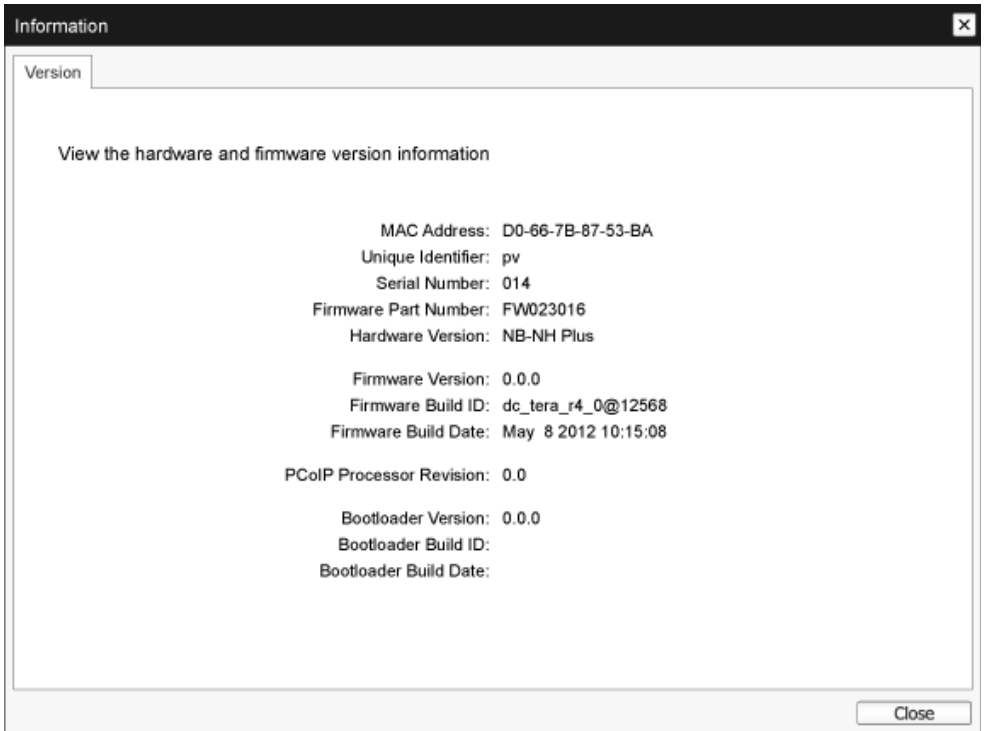 Information
Version
View the hardware and firmware version information
MAC Address: D0-66-7B-87-53-BA
Unique Identifier: pv
Serial Number: 014
Firmware Part Number: FW023016
Hardware Version: NB-NH Plus
Firmware Version: 0.0.0
Firmware Build ID: dc_tera_r4_0@12568
Firmware Build Date: May  8 2012 10:15:08
PCoIP Processor Revision: 0.0
Bootloader Version: 0.0.0
Bootloader Build ID:
Bootloader Build Date:
Close